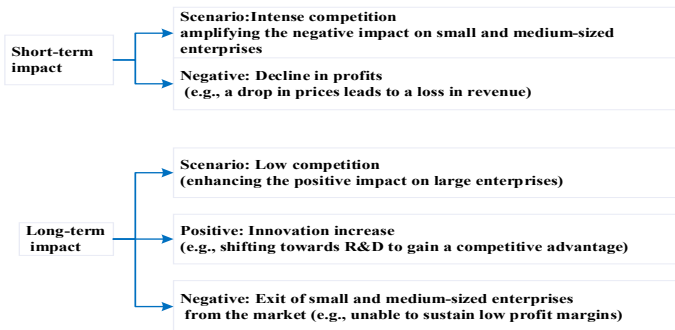 Short-term
impact
Scenario:Intense competition
amplifying the negative impact on small and medium-sized
enterprises
Negative: Decline in profits
(e.g., a drop in prices leads to a loss in revenue)
Long-term
impact
Scenario: Low competition
(enhancing the positive impact on large enterprises)
Positive: Innovation increase
(e.g., shifting towards R&D to gain a competitive advantage)
Negative: Exit of small and medium-sized enterprises
from the market (e.g., unable to sustain low profit margins)